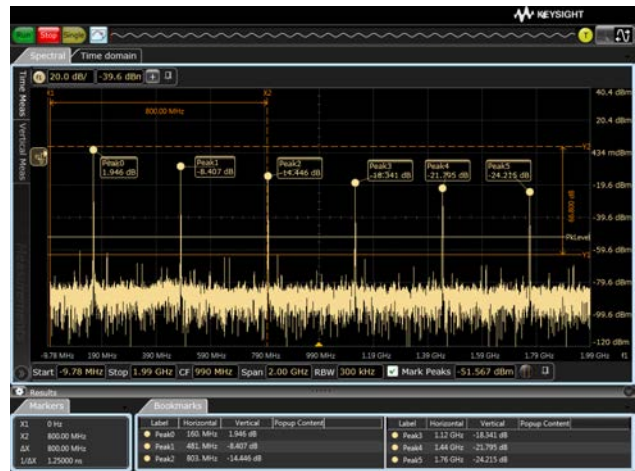 KEYSIGHT
Run Stop Single T
Spectral Time domain
f1 20.0 dB/ -39.6 dBm +
X1 X2
800.00 MHz
40.4 dBm
20.4 dBm
434 mdBm
-19.6 dBm
-39.6 dBm
-59.6 dBm
-79.6 dBm
-99.6 dBm
-120 dBm
Time Meas
Vertical Meas
Measurements
Peak0
1.946 dB
Peak1
-8.407 dB
Peak2
-14.446 dB
Peak3
-18.341 dB
Peak4
-21.795 dB
Peak5
-24.215 dB
Y2
PkLevel
Y1
-9.78 MHz 190 MHz 390 MHz 590 MHz 790 MHz 990 MHz 1.19 GHz 1.39 GHz 1.59 GHz 1.79 GHz 1.99 GHz f1
Start -9.78 MHz Stop 1.99 GHz CF 990 MHz Span 2.00 GHz RBW 300 kHz Mark Peaks -51.567 dBm
Results
Markers Bookmarks
X1 0 Hz
X2 800.00 MHz
ΔX 800.00 MHz
1/ΔX 1.25000 ns
Label Horizontal Vertical Popup Content
Peak0 160. MHz 1.946 dB
Peak1 481. MHz -8.407 dB
Peak2 803. MHz -14.446 dB
Label Horizontal Vertical Popup Content
Peak3 1.12 GHz -18.341 dB
Peak4 1.44 GHz -21.795 dB
Peak5 1.76 GHz -24.215 dB